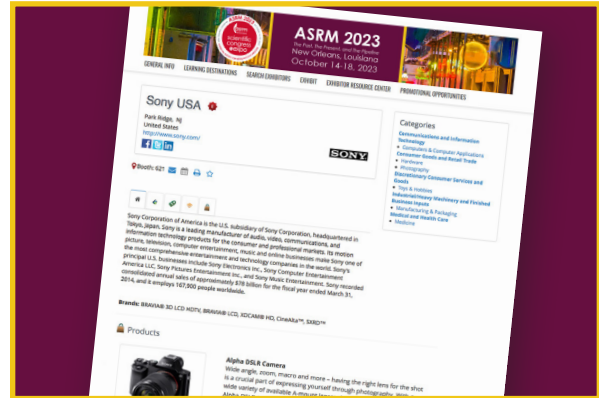 ASRM 2023
scientific
congress
&expo
ASRM 2023
The Past, The Present, and The Pipeline
New Orleans, Louisiana
October 14-18, 2023
GENERAL INFO LEARNING DESTINATIONS SEARCH EXHIBITORS EXHIBIT EXHIBITOR RESOURCE CENTER PROMOTIONAL OPPORTUNITIES
Sony USA
Park Ridge, NJ
United States
http://www.sony.com/
SONY
Booth: 621
Categories
Communications and Information
Technology
Computers & Computer Applications
Consumer Goods and Retail Trade
Hardware
Photography
Discretionary Consumer Services and
Goods
Toys & Hobbies
Industrial/Heavy Machinery and Finished
Business Inputs
Manufacturing & Packaging
Medical and Health Care
Medicine
Sony Corporation of America is the U.S. subsidiary of Sony Corporation, headquartered in
Tokyo, Japan. Sony is a leading manufacturer of audio, video, communications, and
information technology products for the consumer and professional markets. Its motion
picture, television, computer entertainment, music and online businesses make Sony one of
the most comprehensive entertainment and technology companies in the world. Sony's
principal U.S. businesses include Sony Electronics Inc., Sony Computer Entertainment
America LLC, Sony Pictures Entertainment Inc., and Sony Music Entertainment. Sony recorded
consolidated annual sales of approximately $78 billion for the fiscal year ended March 31,
2014, and it employs 167,900 people worldwide.
Brands: BRAVIA® 3D LCD HDTV, BRAVIA® LCD, XDCAM® HD, CineAlta™, SXRD™
Products
Alpha DSLR Camera
Wide angle, zoom, macro and more – having the right lens for the shot
is a crucial part of expressing yourself through photography. With
wide variety of available A-mount